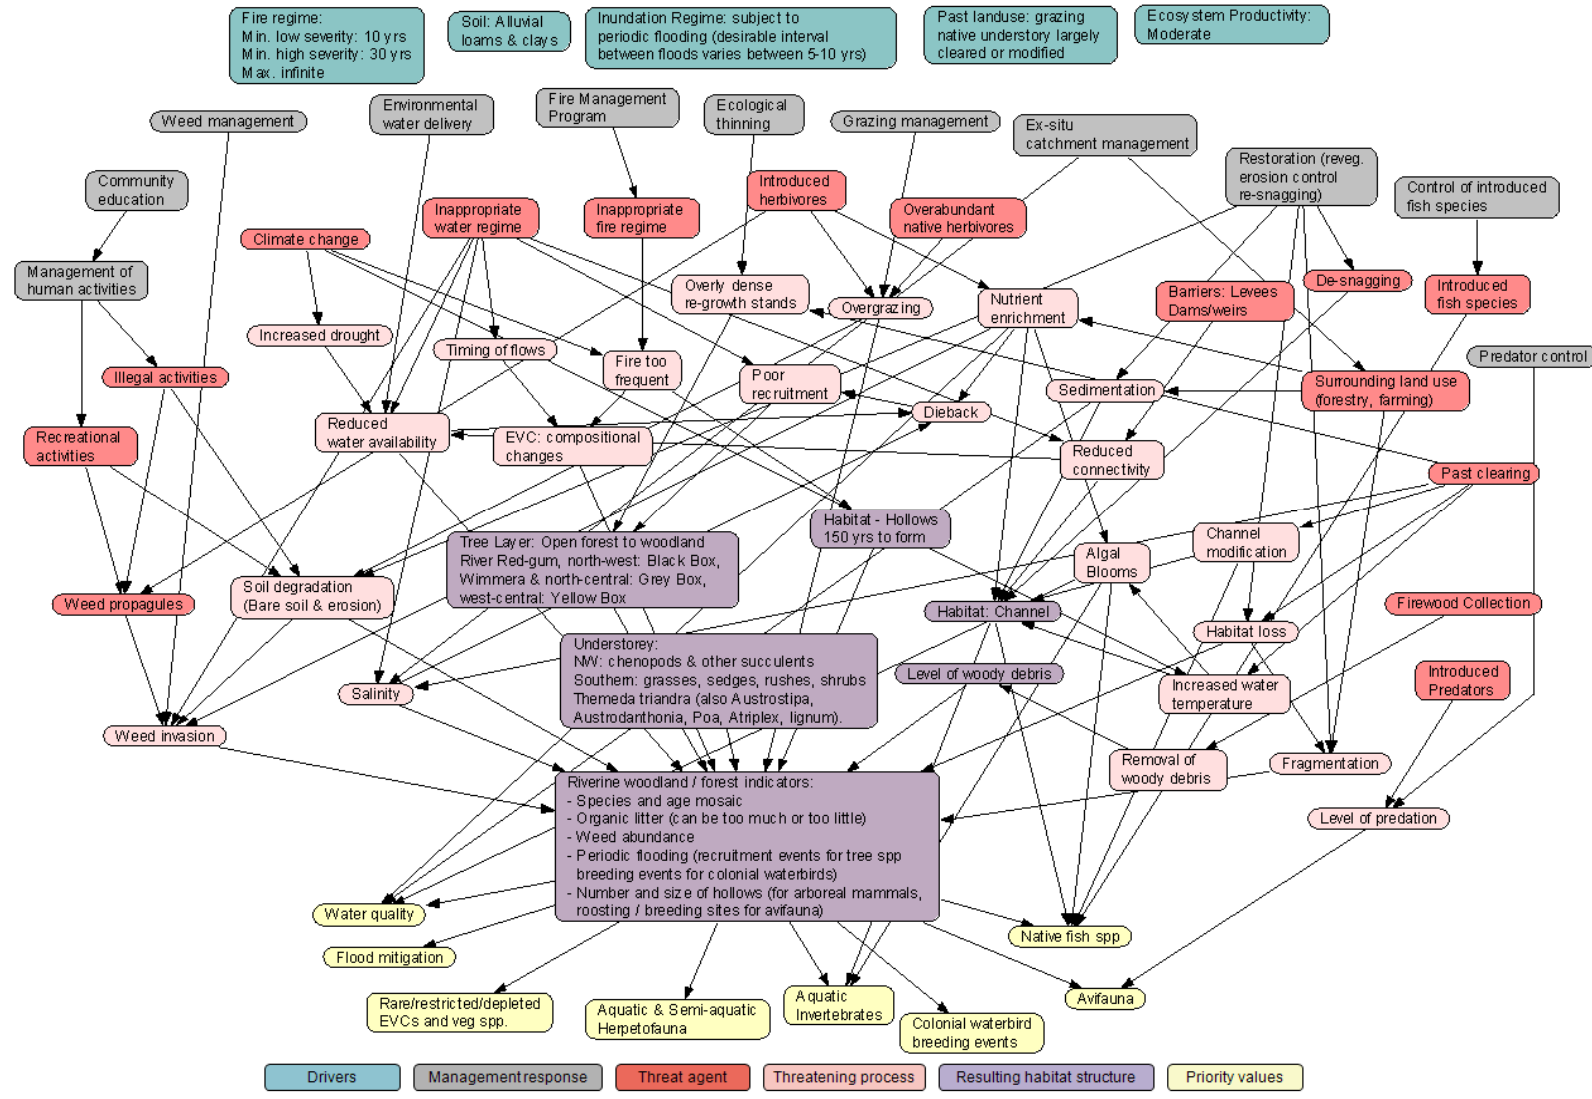 Fire regime:
Min. low severity: 10 yrs
Min. high severity: 30 yrs
Max. infinite
Soil: Alluvial
loams & clays
Inundation Regime: subject to
periodic flooding (desirable interval
between floods varies between 5-10 yrs)
Past landuse: grazing
native understory largely
cleared or modified
Ecosystem Productivity:
Moderate
Weed management
Environmental
water delivery
Fire Management
Program
Ecological
thinning
Grazing management
Ex-situ
catchment management
Restoration (reveg.
erosion control
re-snagging)
Control of introduced
fish species
Community
education
Management of
human activities
Climate change
Inappropriate
water regime
Inappropriate
fire regime
Introduced
herbivores
Overabundant
native herbivores
Overly dense
re-growth stands
Overgrazing
Nutrient
enrichment
Barriers: Levees
Dams/weirs
De-snagging
Introduced
fish species
Increased drought
Timing of flows
Fire too
frequent
Poor
recruitment
Dieback
Sedimentation
Surrounding land use
(forestry, farming)
Predator control
Illegal activities
Recreational
activities
Reduced
water availability
EVC: compositional
changes
Reduced
connectivity
Past clearing
Habitat - Hollows
150 yrs to form
Channel
modification
Algal
Blooms
Tree Layer: Open forest to woodland
River Red-gum, north-west: Black Box,
Wimmera & north-central: Grey Box,
west-central: Yellow Box
Weed propagules
Soil degradation
(Bare soil & erosion)
Habitat: Channel
Firewood Collection
Habitat loss
Understorey:
NW: chenopods & other succulents
Southern: grasses, sedges, rushes, shrubs
Themeda triandra (also Austrostipa,
Austrodanthonia, Poa, Atriplex, lignum).
Level of woody debris
Salinity
Increased water
temperature
Introduced
Predators
Weed invasion
Removal of
woody debris
Fragmentation
Level of predation
Riverine woodland / forest indicators:
- Species and age mosaic
- Organic litter (can be too much or too little)
- Weed abundance
- Periodic flooding (recruitment events for tree spp
breeding events for colonial waterbirds)
- Number and size of hollows (for arboreal mammals,
roosting / breeding sites for avifauna)
Water quality
Flood mitigation
Native fish spp
Rare/restricted/depleted
EVCs and veg spp.
Aquatic & Semi-aquatic
Herpetofauna
Aquatic
Invertebrates
Colonial waterbird
breeding events
Avifauna
Drivers
Management response
Threat agent
Threatening process
Resulting habitat structure
Priority values